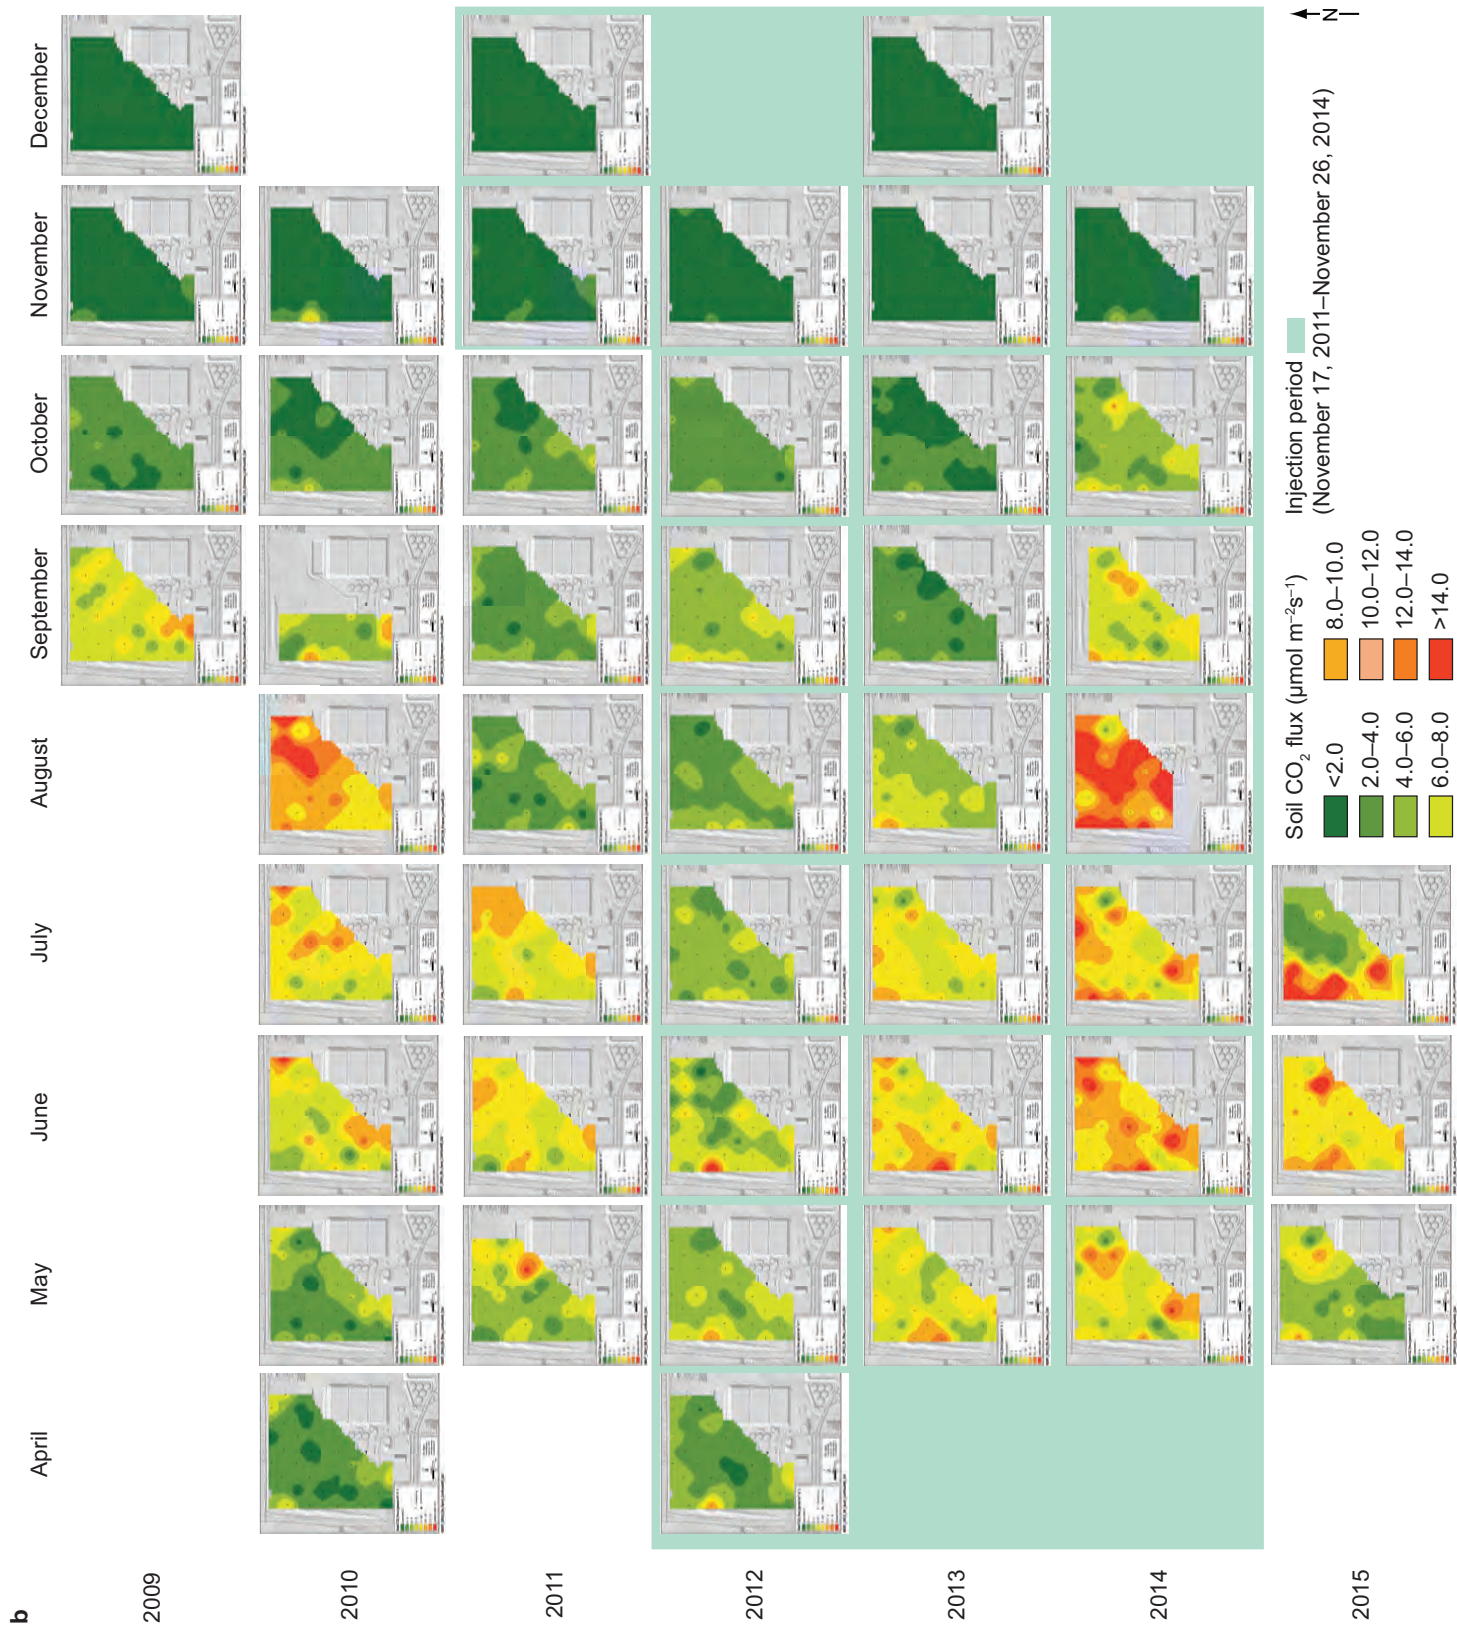 b
April
May
June
July
August
September
October
November
December
2009
2010
2011
2012
2013
2014
2015
Soil CO₂ flux (µmol m⁻²s⁻¹)
<2.0
2.0–4.0
4.0–6.0
6.0–8.0
8.0–10.0
10.0–12.0
12.0–14.0
>14.0
Injection period
(November 17, 2011–November 26, 2014)
N